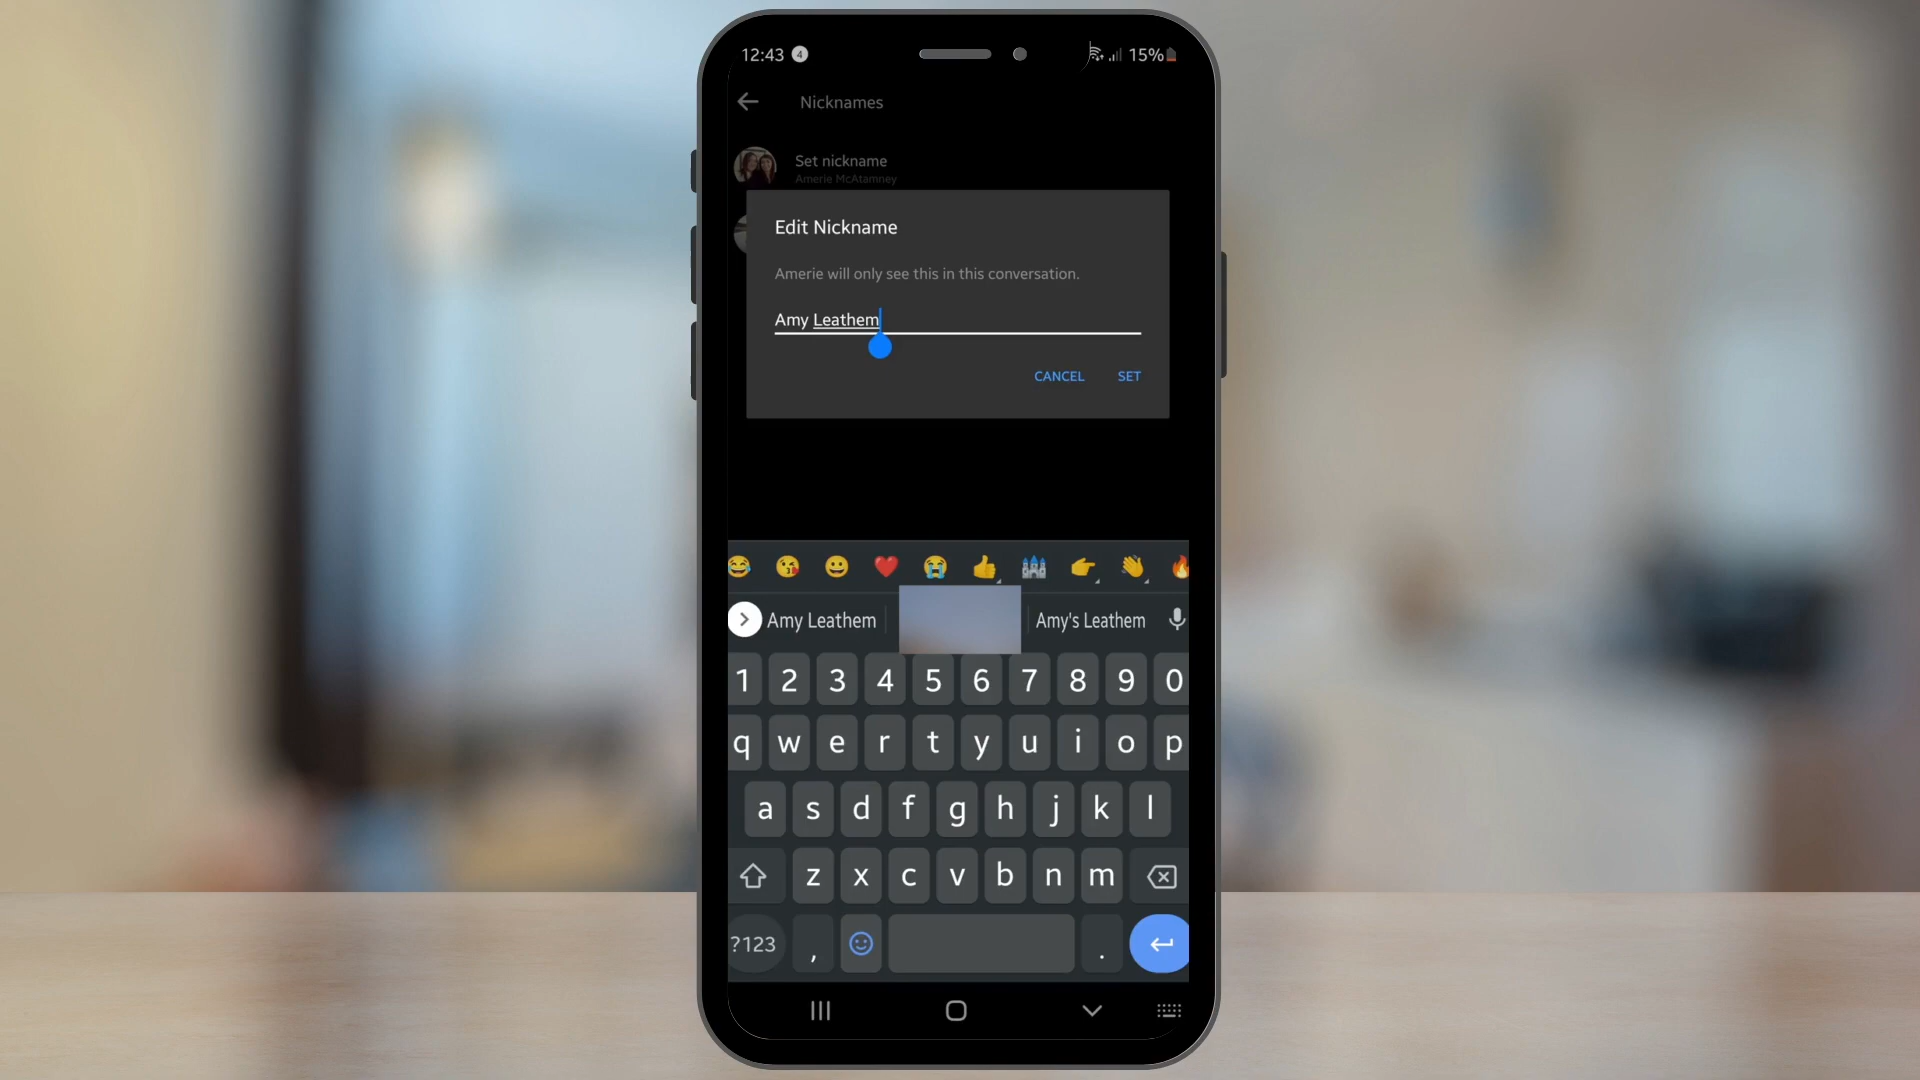 12:43 4 15%
Nicknames
Set nickname
Amerie McAtamney
Edit Nickname
Amerie will only see this in this conversation.
Amy Leathem
CANCEL SET
Amy Leathem Amy's Leathem
1 2 3 4 5 6 7 8 9 0
q w e r t y u i o p
a s d f g h j k l
z x c v b n m
?123 , .